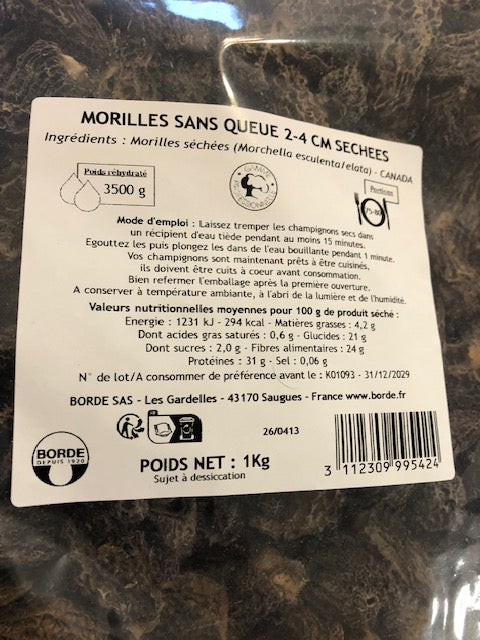 MORILLES SANS QUEUE 2-4 CM SECHEES
Ingrédients : Morilles séchées (Morchella esculenta/elata) - CANADA
Poids réhydraté
3500 g
GAMME
PROFESSIONNELLE
Portions
75-80
Mode d'emploi : Laissez tremper les champignons secs dans
un récipient d'eau tiède pendant au moins 15 minutes.
Egouttez les puis plongez les dans de l'eau bouillante pendant 1 minute.
Vos champignons sont maintenant prêts à être cuisinés,
ils doivent être cuits à coeur avant consommation.
Bien refermer l'emballage après la première ouverture.
A conserver à température ambiante, à l'abri de la lumière et de l'humidité.
Valeurs nutritionnelles moyennes pour 100 g de produit séché :
Energie : 1231 kJ - 294 kcal - Matières grasses : 4,2 g
Dont acides gras saturés : 0,6 g - Glucides : 21 g
Dont sucres : 2,0 g - Fibres alimentaires : 24 g
Protéines : 31 g - Sel : 0,06 g
N° de lot/A consommer de préférence avant le : K01093 - 31/12/2029
BORDE SAS - Les Gardelles - 43170 Saugues - France www.borde.fr
26/0413
BORDE
DEPUIS 1920
POIDS NET : 1Kg
Sujet à dessiccation
3 112309 995424